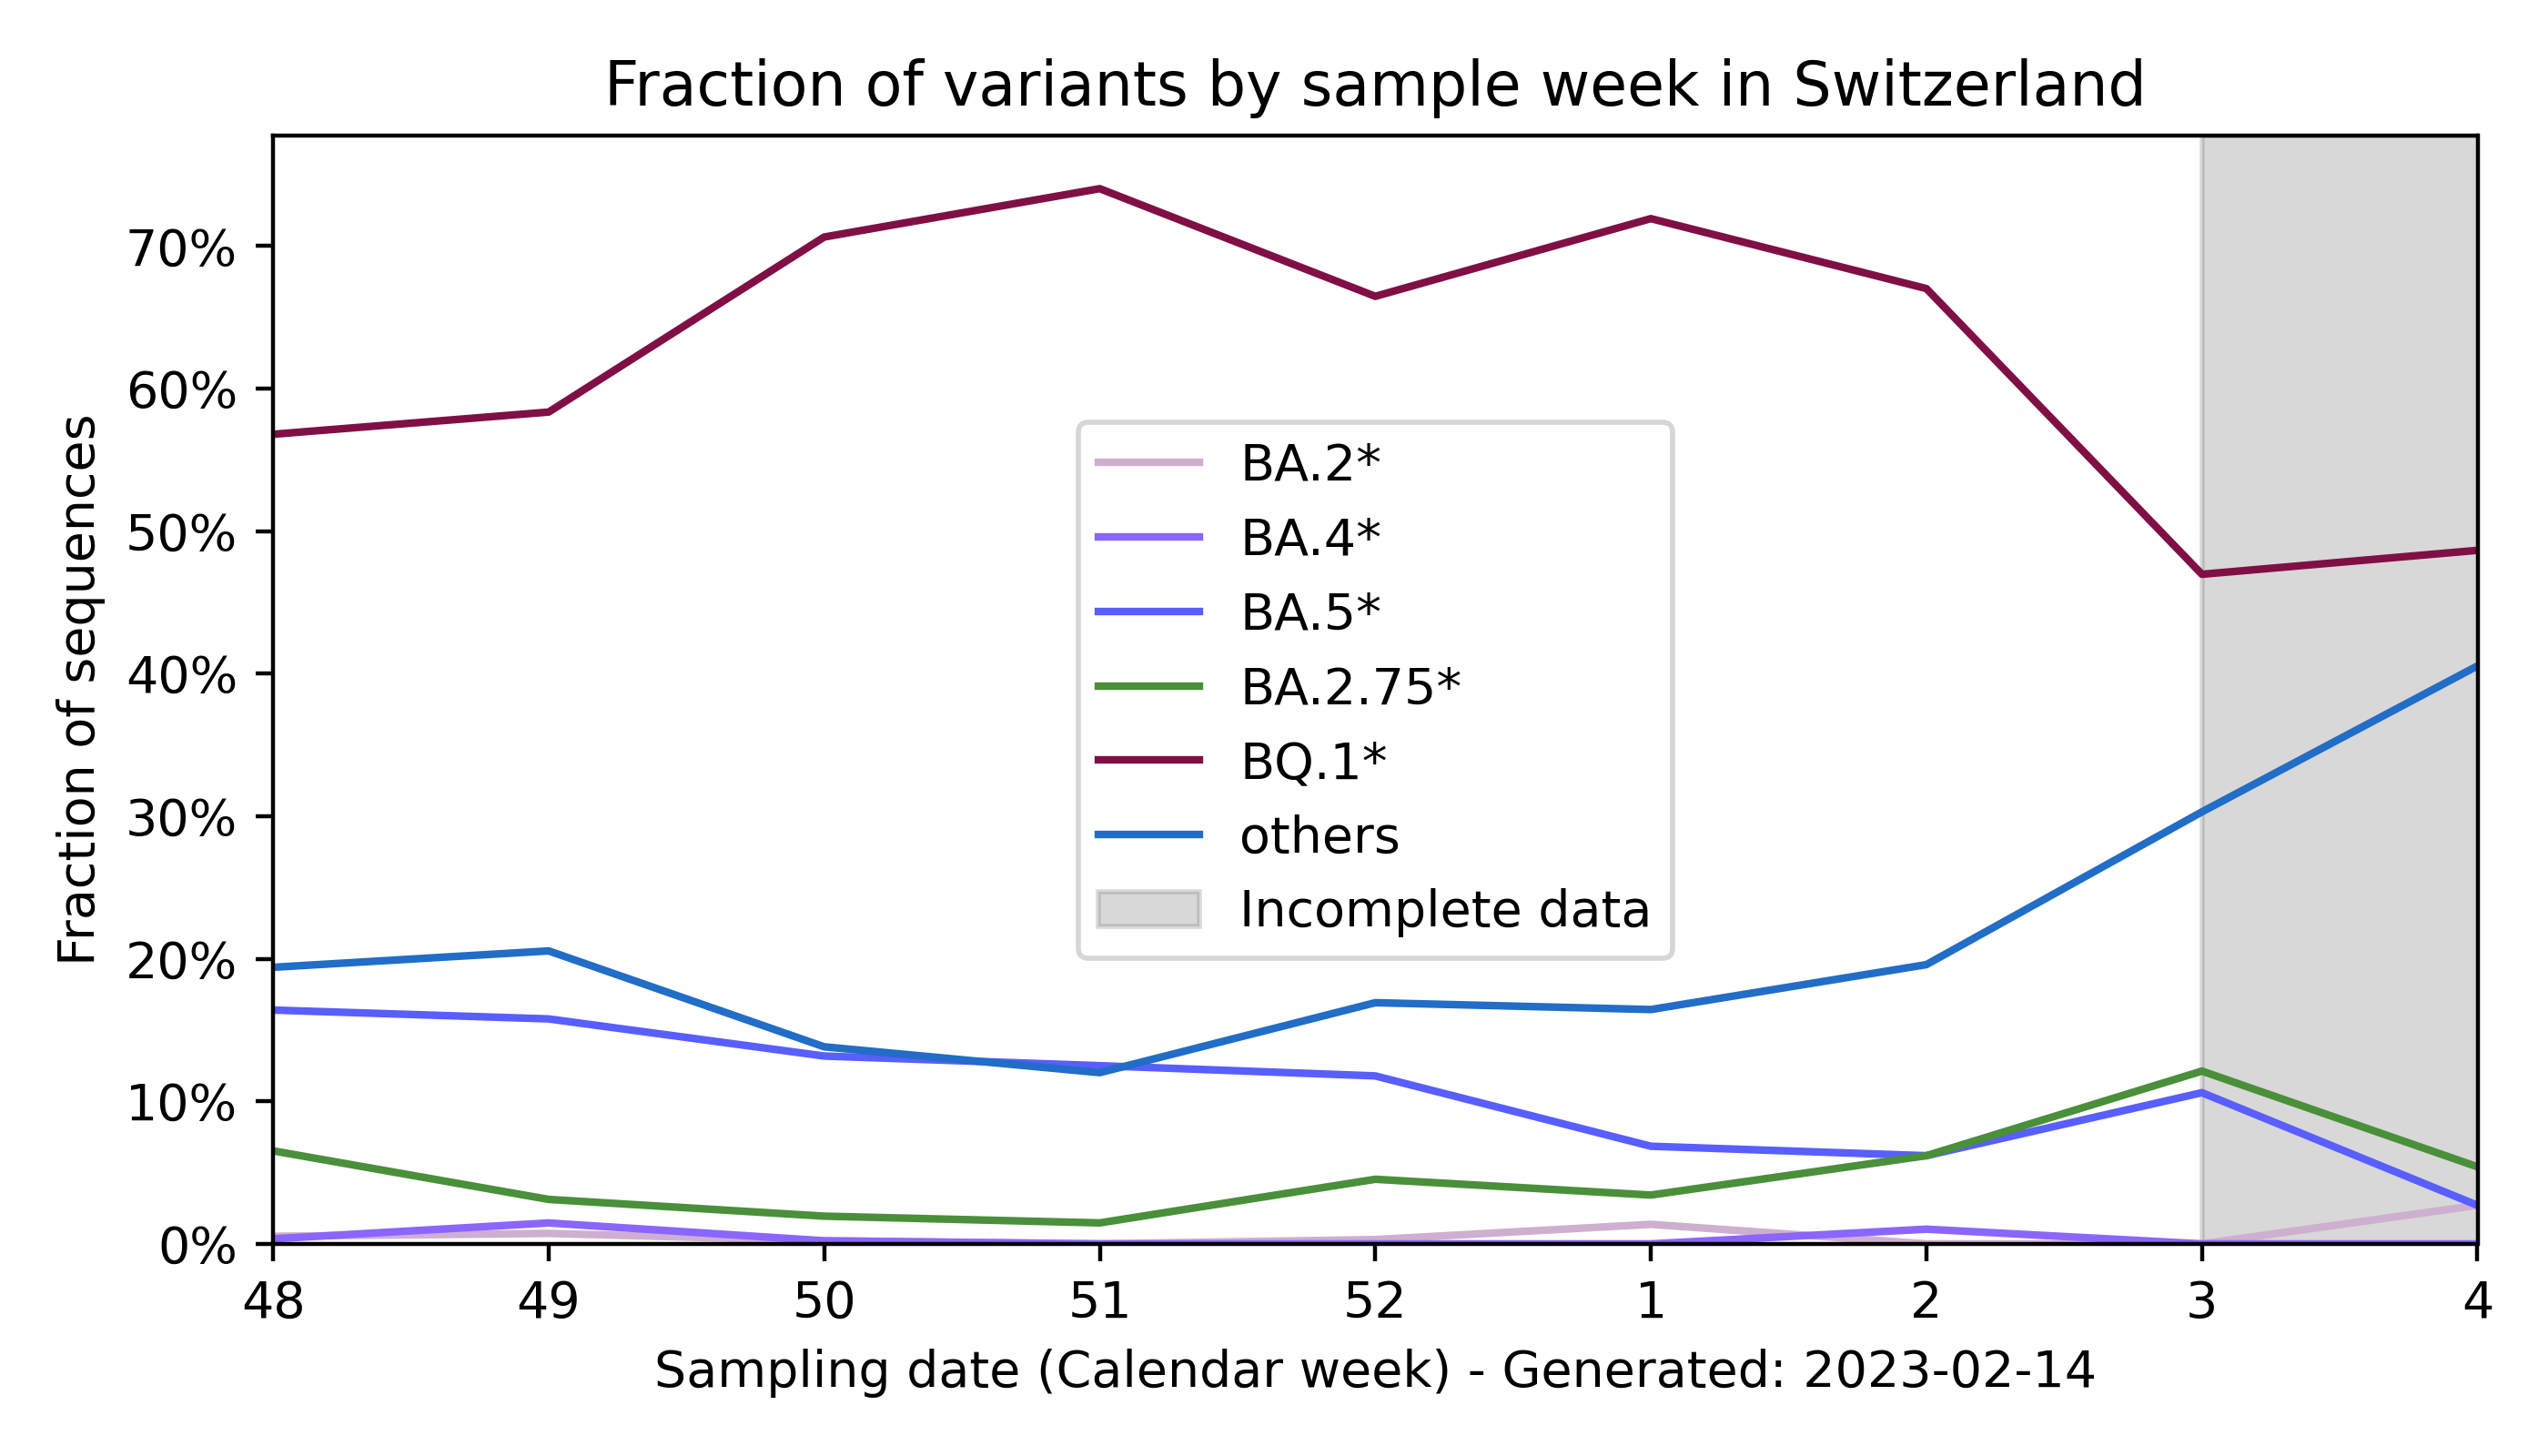 Fraction of variants by sample week in Switzerland
Fraction of sequences
70%
60%
50%
40%
30%
20%
10%
0%
BA.2*
BA.4*
BA.5*
BA.2.75*
BQ.1*
others
Incomplete data
48 49 50 51 52 1 2 3 4
Sampling date (Calendar week) - Generated: 2023-02-14